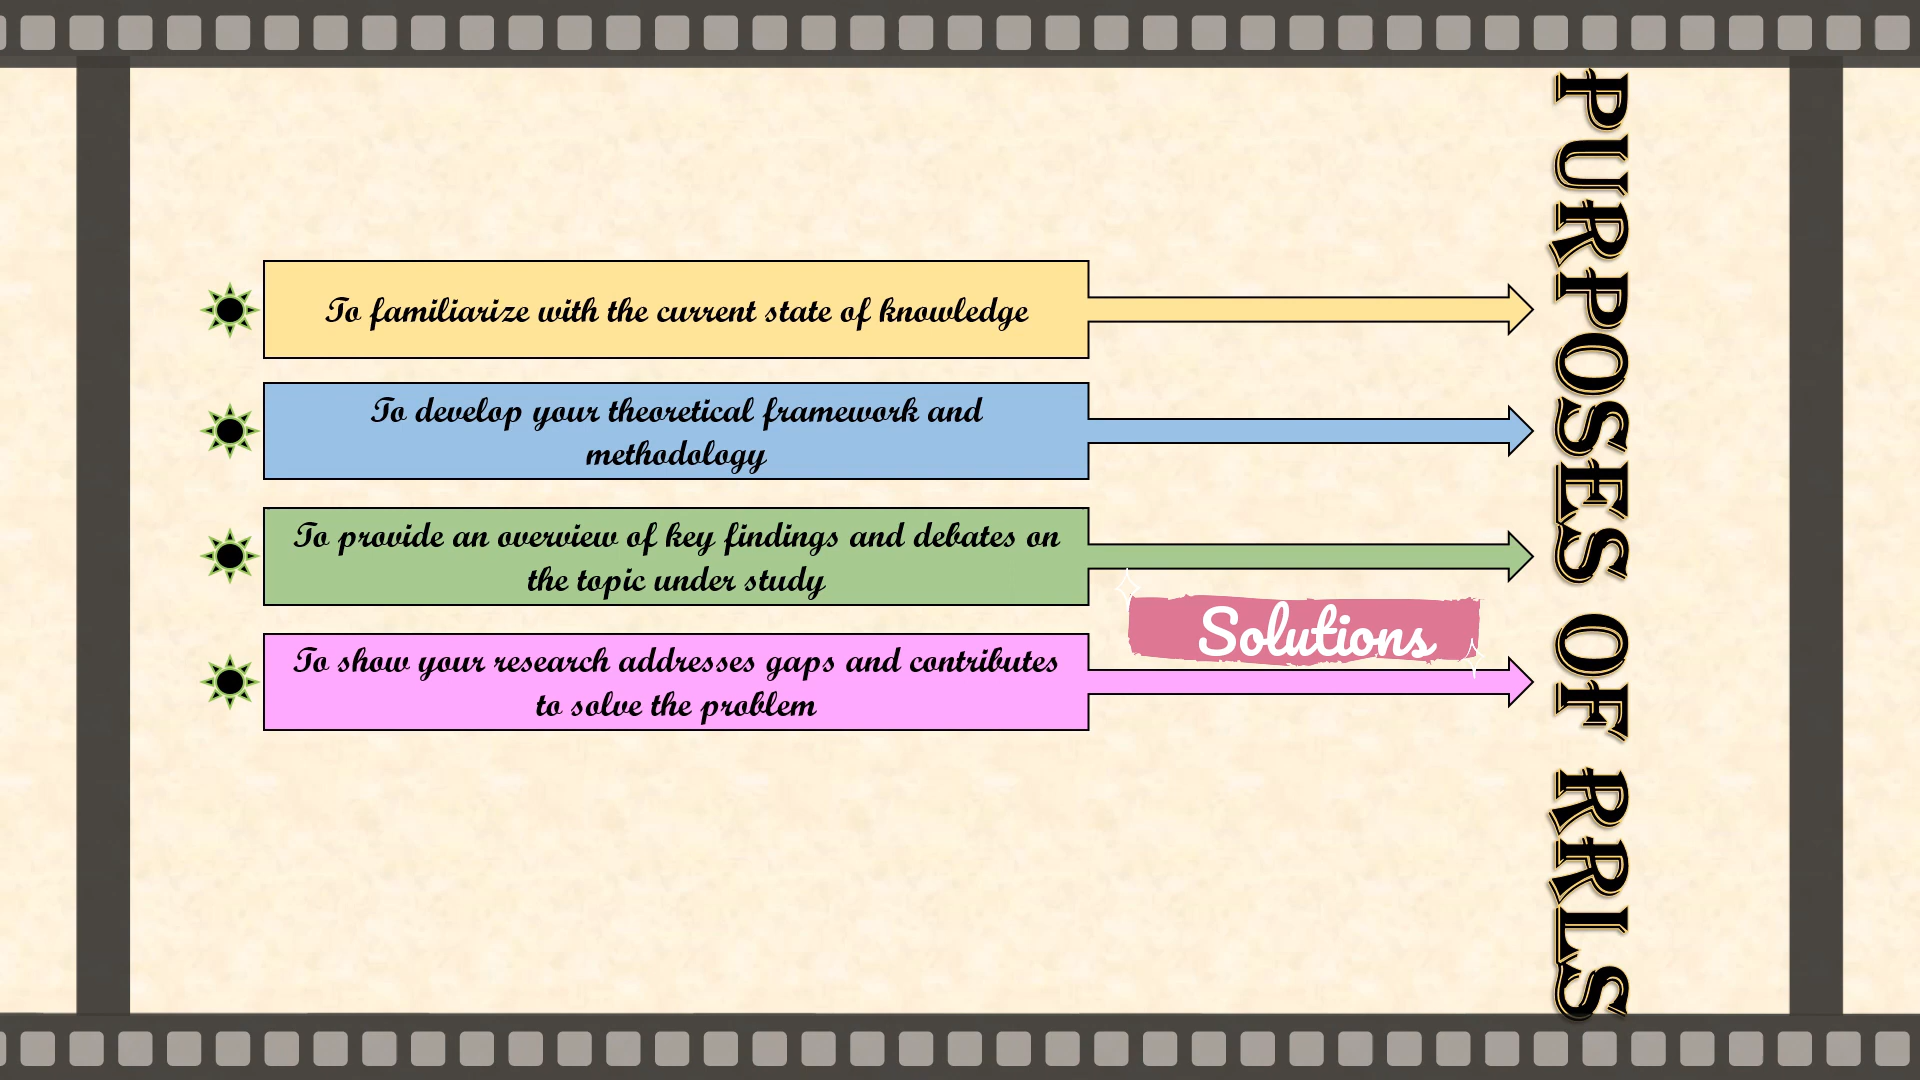 To familiarize with the current state of knowledge
To develop your theoretical framework and
methodology
To provide an overview of key findings and debates on
the topic under study
Solutions
To show your research addresses gaps and contributes
to solve the problem
PURPOSES OF RRLS